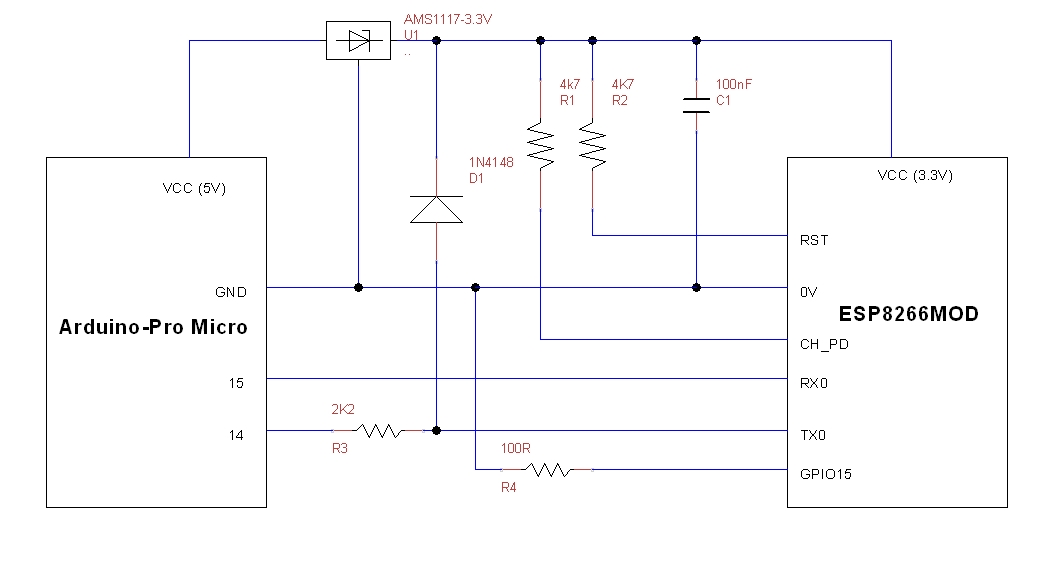 AMS1117-3.3V
U1
..
4k7
R1
4K7
R2
100nF
C1
1N4148
D1
VCC (5V)
VCC (3.3V)
RST
GND
0V
Arduino-Pro Micro
ESP8266MOD
CH_PD
15
RX0
2K2
R3
14
TX0
100R
R4
GPIO15